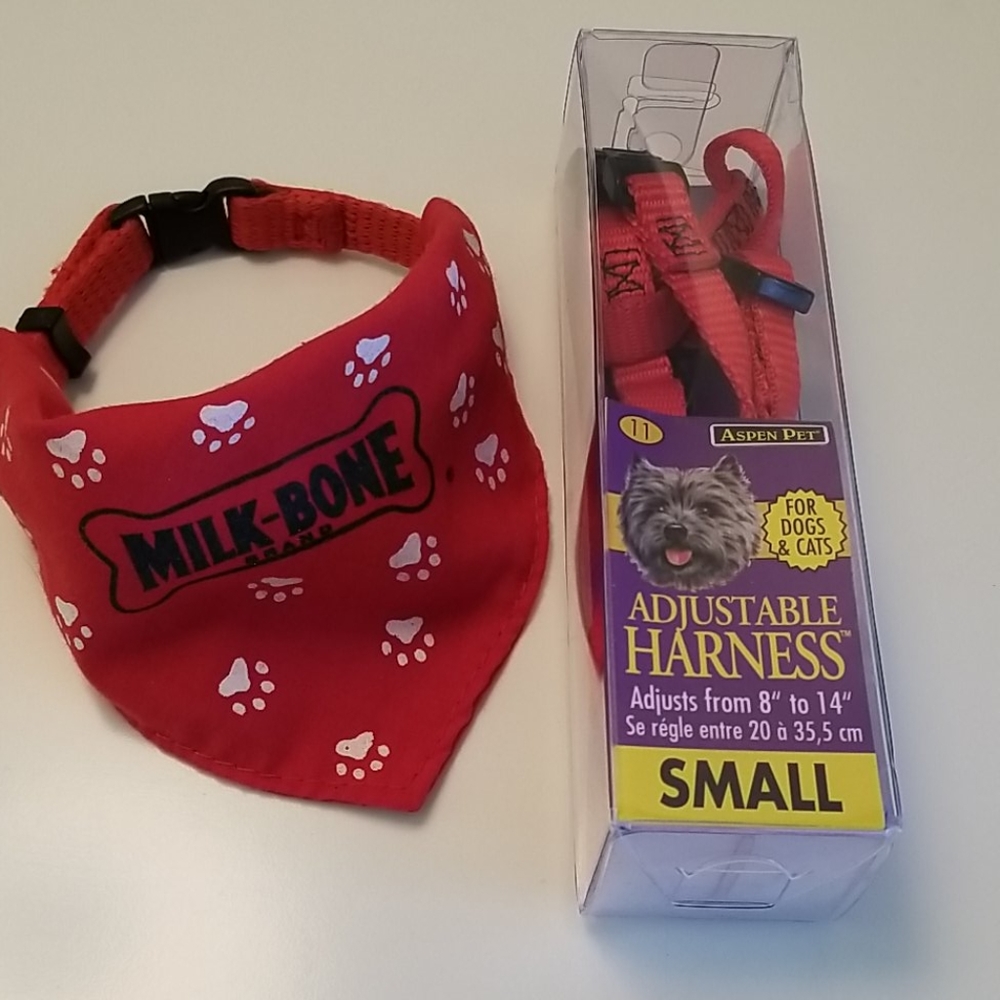 MILK-BONE
BRAND
11
ASPEN PET
FOR
DOGS
& CATS
ADJUSTABLE
HARNESS™
Adjusts from 8“ to 14“
Se régle entre 20 à 35,5 cm
SMALL